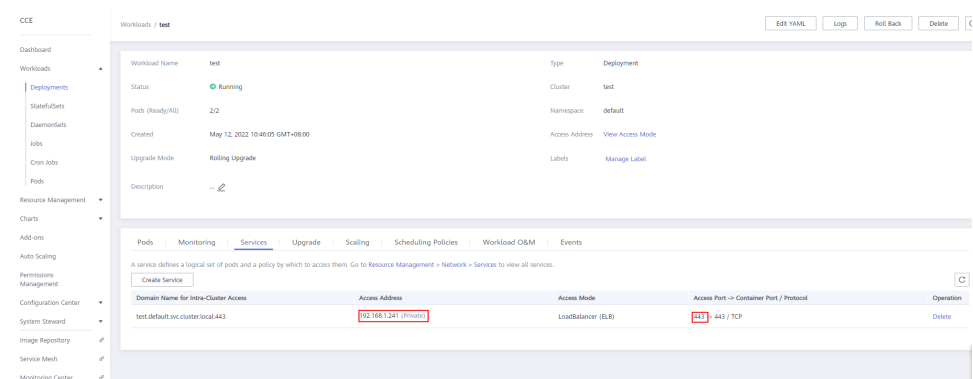 CCE
Workloads / test
Edit YAML Logs Roll Back Delete
Dashboard
Workloads
Deployments
StatefulSets
DaemonSets
Jobs
Cron Jobs
Pods
Resource Management
Charts
Add-ons
Auto Scaling
Permissions
Management
Configuration Center
System Steward
Image Repository
Service Mesh
Monitoring Center
Workload Name test Type Deployment
Status Running Cluster test
Pods (Ready/All) 2/2 Namespace default
Created May 12, 2022 10:46:05 GMT+08:00 Access Address View Access Mode
Upgrade Mode Rolling Upgrade Labels Manage Label
Description --
Pods Monitoring Services Upgrade Scaling Scheduling Policies Workload O&M Events
A service defines a logical set of pods and a policy by which to access them. Go to Resource Management > Network > Services to view all services.
Create Service
Domain Name for Intra-Cluster Access Access Address Access Mode Access Port -> Container Port / Protocol Operation
test.default.svc.cluster.local:443 192.168.1.241 (Private) LoadBalancer (ELB) 443 -> 443 / TCP Delete